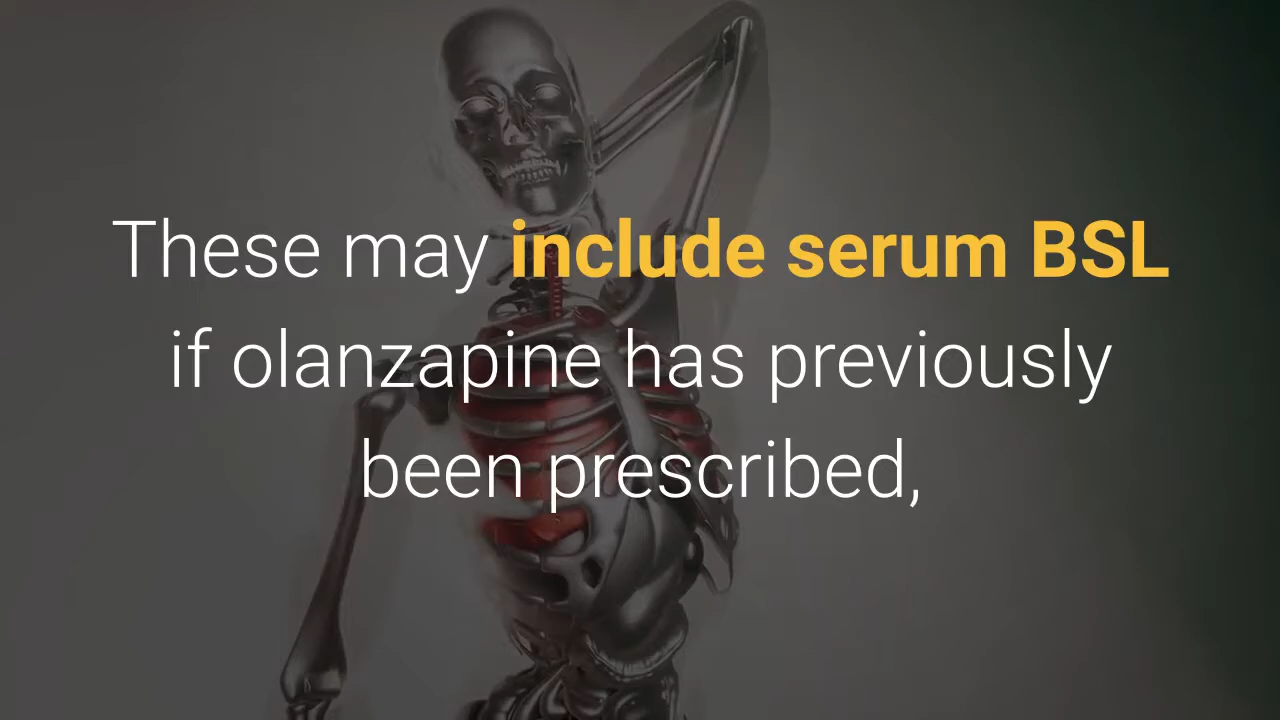 These may include serum BSL
if olanzapine has previously
been prescribed,